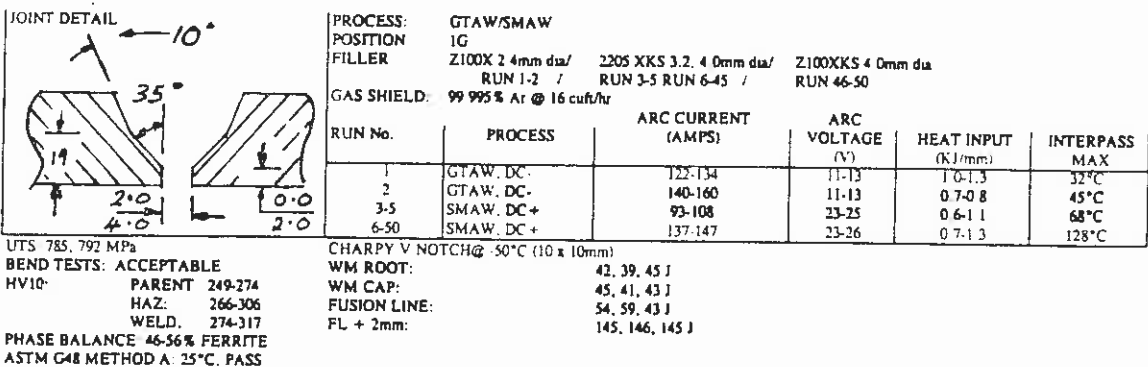 JOINT DETAIL
10°
35°
19
2.0
4.0
0.0
2.0
PROCESS: GTAW/SMAW
POSITION 1G
FILLER Z100X 2 4mm dia/ 2205 XKS 3.2, 4 0mm dia/ Z100XKS 4 0mm dia
RUN 1-2 / RUN 3-5 RUN 6-45 / RUN 46-50
GAS SHIELD: 99 995% Ar @ 16 cuft/hr
RUN No. PROCESS ARC CURRENT (AMPS) ARC VOLTAGE (V) HEAT INPUT (KJ/mm) INTERPASS MAX
1 GTAW, DC- 122-134 11-13 1 0-1.3 32°C
2 GTAW, DC- 140-160 11-13 0 7-0 8 45°C
3-5 SMAW, DC+ 93-108 23-25 0 6-1 1 68°C
6-50 SMAW, DC+ 137-147 23-26 0 7-1 3 128°C
UTS 785, 792 MPa
BEND TESTS: ACCEPTABLE
HV10: PARENT 249-274
HAZ: 266-306
WELD. 274-317
PHASE BALANCE 46-56% FERRITE
ASTM G48 METHOD A: 25°C, PASS
CHARPY V NOTCH@ -50°C (10 x 10mm)
WM ROOT: 42, 39, 45 J
WM CAP: 45, 41, 43 J
FUSION LINE: 54, 59, 43 J
FL + 2mm: 145, 146, 145 J